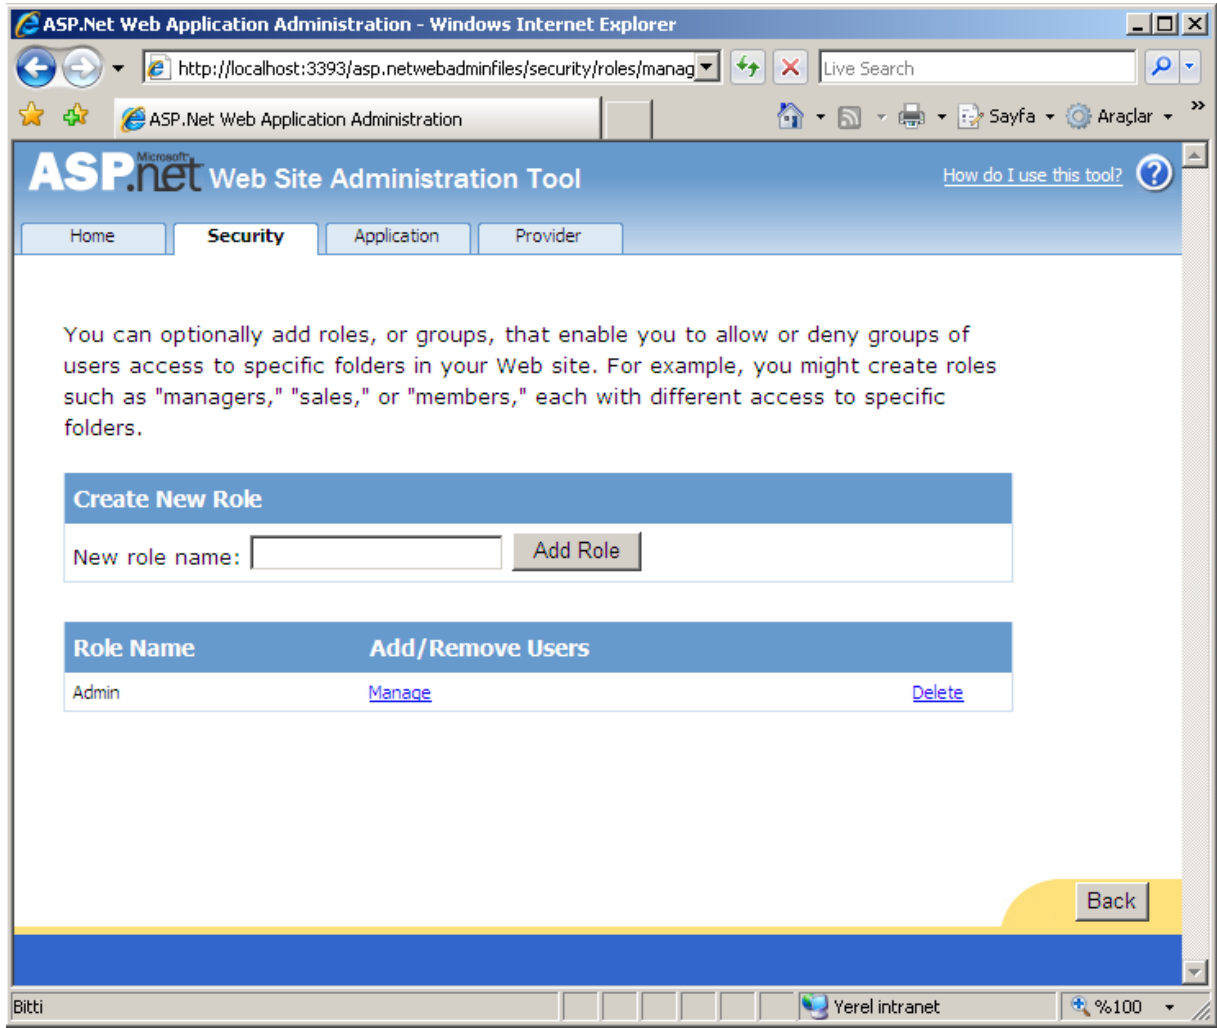 ASP.Net Web Application Administration - Windows Internet Explorer
http://localhost:3393/asp.netwebadminfiles/security/roles/manag
Live Search
ASP.Net Web Application Administration
Sayfa
Araçlar
»
Microsoft
ASP.net Web Site Administration Tool
How do I use this tool?
?
Home Security Application Provider
You can optionally add roles, or groups, that enable you to allow or deny groups of
users access to specific folders in your Web site. For example, you might create roles
such as "managers," "sales," or "members," each with different access to specific
folders.
Create New Role
New role name: Add Role
Role Name Add/Remove Users
Admin Manage Delete
Back
Bitti Yerel intranet %100